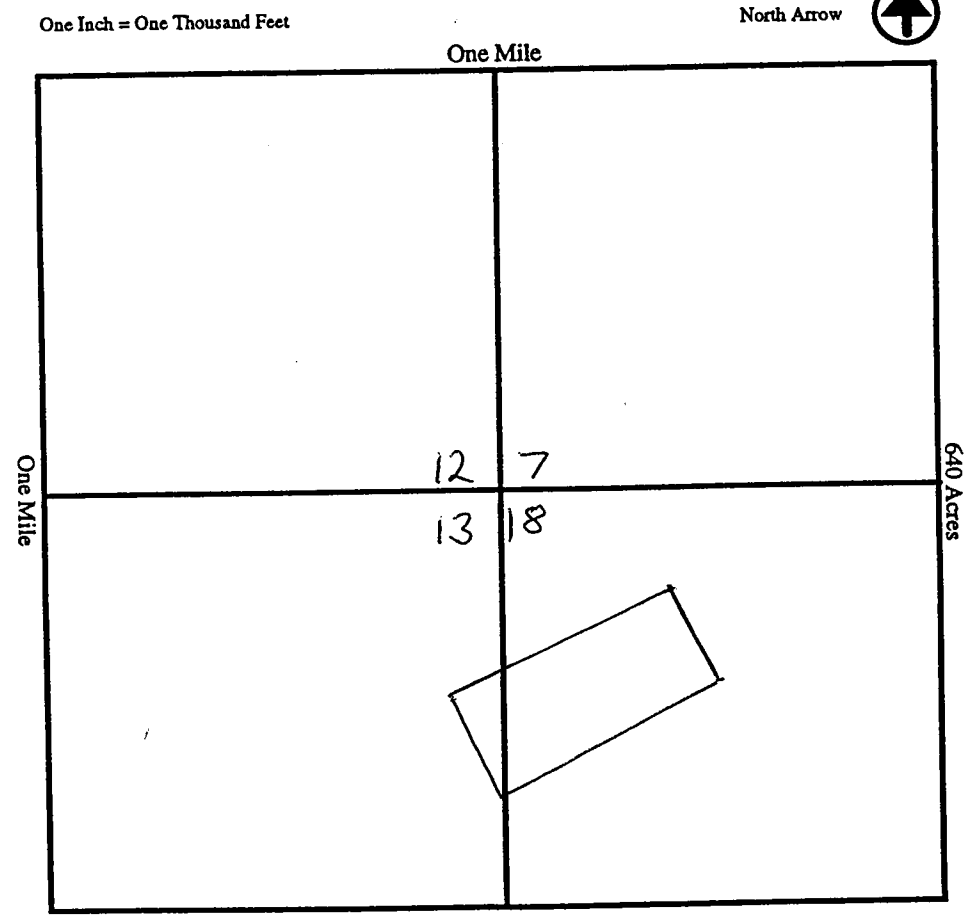 One Inch = One Thousand Feet
North Arrow
One Mile
One Mile
640 Acres
12 7
13 18